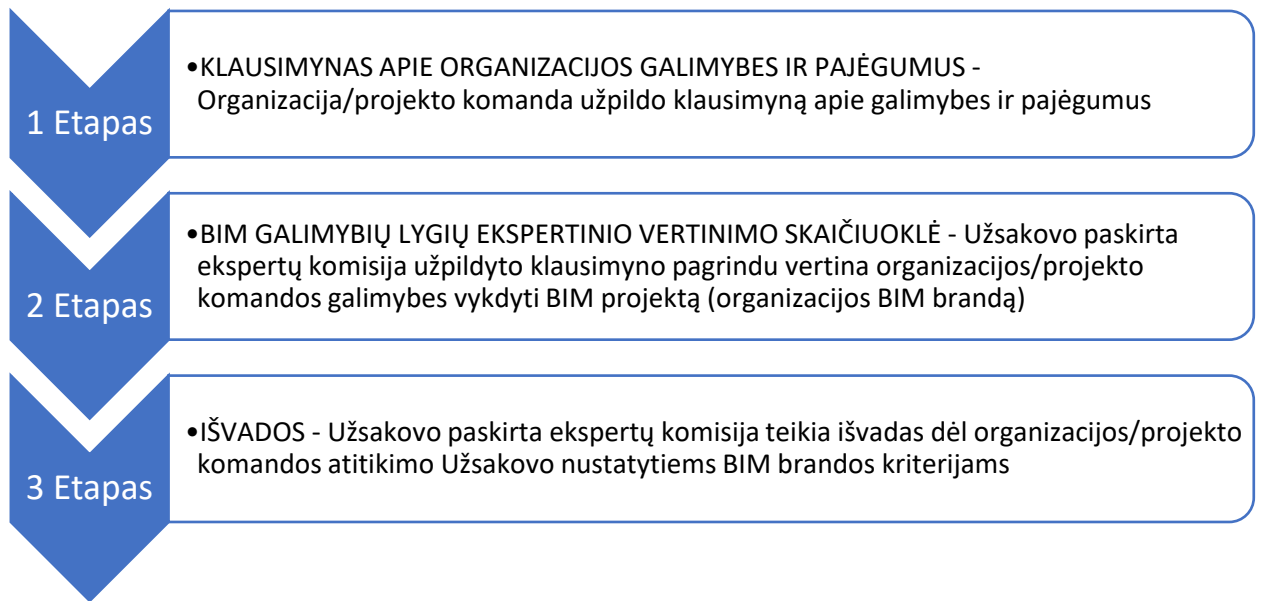 1 Etapas
•KLAUSIMYNAS APIE ORGANIZACIJOS GALIMYBES IR PAJĖGUMUS -
Organizacija/projekto komanda užpildo klausimyną apie galimybes ir pajėgumus
2 Etapas
•BIM GALIMYBIŲ LYGIŲ EKSPERTINIO VERTINIMO SKAIČIUOKLĖ - Užsakovo paskirta
ekspertų komisija užpildyto klausimyno pagrindu vertina organizacijos/projekto
komandos galimybes vykdyti BIM projektą (organizacijos BIM brandą)
3 Etapas
•IŠVADOS - Užsakovo paskirta ekspertų komisija teikia išvadas dėl organizacijos/projekto
komandos atitikimo Užsakovo nustatytiems BIM brandos kriterijams